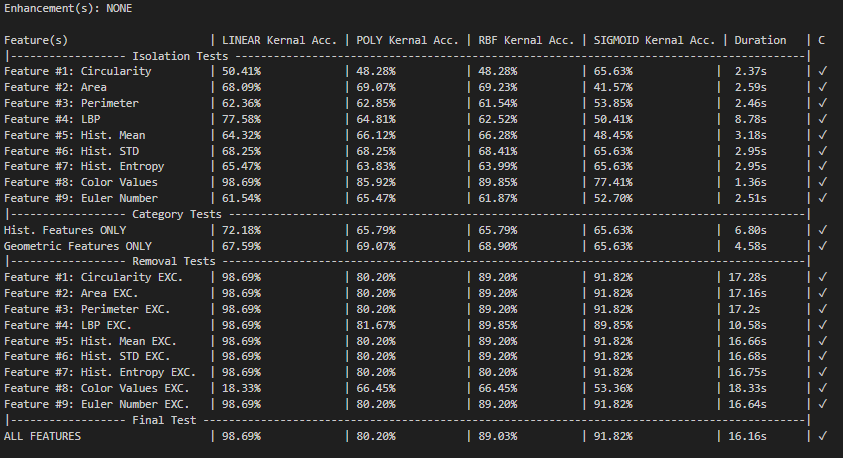 Enhancement(s): NONE
Feature(s) | LINEAR Kernal Acc. | POLY Kernal Acc. | RBF Kernal Acc. | SIGMOID Kernal Acc. | Duration | C
|----------------- Isolation Tests ---------------------------------------------------------------------------------------|
Feature #1: Circularity | 50.41% | 48.28% | 48.28% | 65.63% | 2.37s | ✓
Feature #2: Area | 68.09% | 69.07% | 69.23% | 41.57% | 2.59s | ✓
Feature #3: Perimeter | 62.36% | 62.85% | 61.54% | 53.85% | 2.46s | ✓
Feature #4: LBP | 77.58% | 64.81% | 62.52% | 50.41% | 8.78s | ✓
Feature #5: Hist. Mean | 64.32% | 66.12% | 66.28% | 48.45% | 3.18s | ✓
Feature #6: Hist. STD | 68.25% | 68.25% | 68.41% | 65.63% | 2.95s | ✓
Feature #7: Hist. Entropy | 65.47% | 63.83% | 63.99% | 65.63% | 2.95s | ✓
Feature #8: Color Values | 98.69% | 85.92% | 89.85% | 77.41% | 1.36s | ✓
Feature #9: Euler Number | 61.54% | 65.47% | 61.87% | 52.70% | 2.51s | ✓
|----------------- Category Tests ----------------------------------------------------------------------------------------|
Hist. Features ONLY | 72.18% | 65.79% | 65.79% | 65.63% | 6.80s | ✓
Geometric Features ONLY | 67.59% | 69.07% | 68.90% | 65.63% | 4.58s | ✓
|----------------- Removal Tests -----------------------------------------------------------------------------------------|
Feature #1: Circularity EXC. | 98.69% | 80.20% | 89.20% | 91.82% | 17.28s | ✓
Feature #2: Area EXC. | 98.69% | 80.20% | 89.20% | 91.82% | 17.16s | ✓
Feature #3: Perimeter EXC. | 98.69% | 80.20% | 89.20% | 91.82% | 17.2s | ✓
Feature #4: LBP EXC. | 98.69% | 81.67% | 89.85% | 89.85% | 10.58s | ✓
Feature #5: Hist. Mean EXC. | 98.69% | 80.20% | 89.20% | 91.82% | 16.66s | ✓
Feature #6: Hist. STD EXC. | 98.69% | 80.20% | 89.20% | 91.82% | 16.68s | ✓
Feature #7: Hist. Entropy EXC. | 98.69% | 80.20% | 89.20% | 91.82% | 16.75s | ✓
Feature #8: Color Values EXC. | 18.33% | 66.45% | 66.45% | 53.36% | 18.33s | ✓
Feature #9: Euler Number EXC. | 98.69% | 80.20% | 89.20% | 91.82% | 16.64s | ✓
|----------------- Final Test --------------------------------------------------------------------------------------------|
ALL FEATURES | 98.69% | 80.20% | 89.03% | 91.82% | 16.16s | ✓